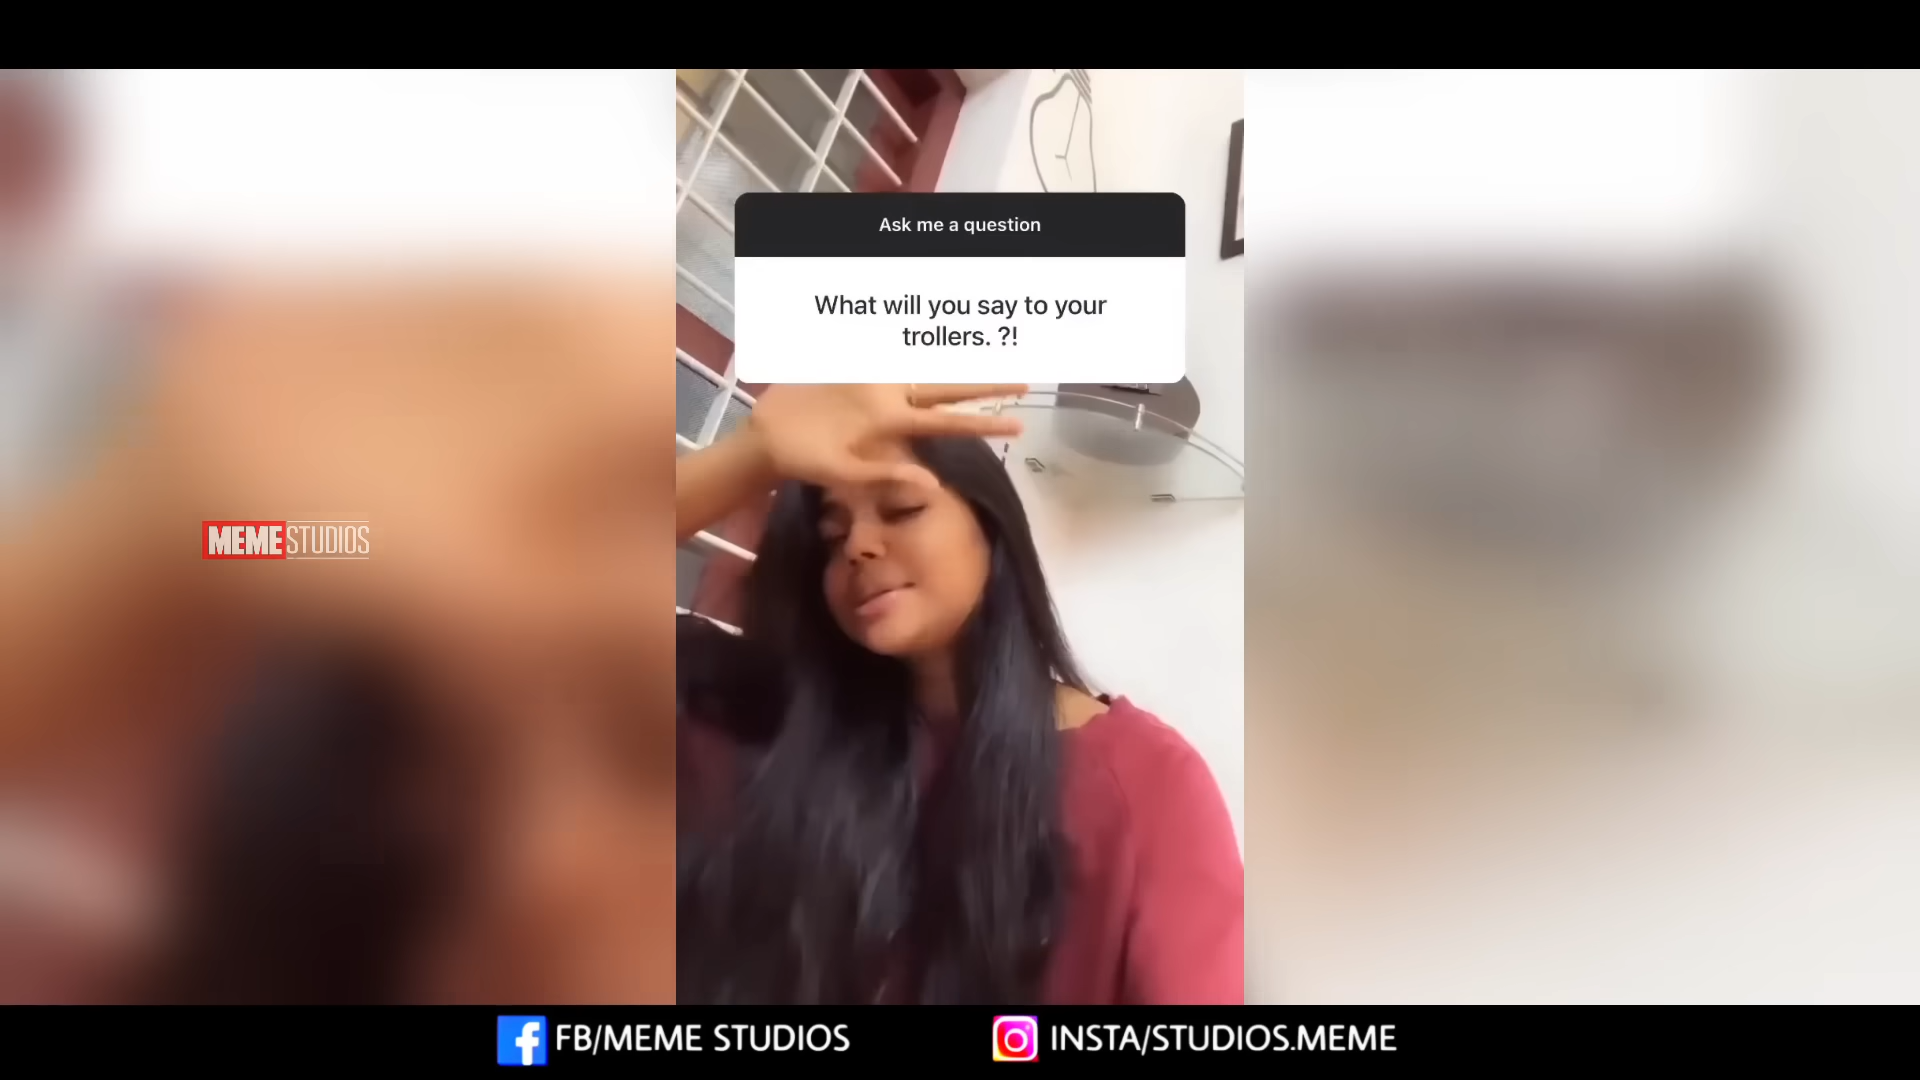 Ask me a question
What will you say to your
trollers. ?!
MEMESTUDIOS
FB/MEME STUDIOS
INSTA/STUDIOS.MEME